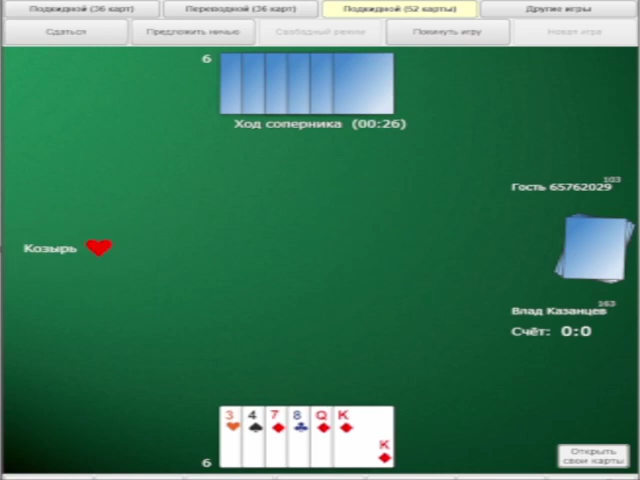 Подкидной (36 карт) Переводной (36 карт) Подкидной (52 карты) Другие игры
Сдаться Предложить ничью Свободный режим Покинуть игру Новая игра
6
Ход соперника (00:26)
103
Гость 65762029
Козырь
163
Влад Казанцев
Счёт: 0:0
3 4 7 8 Q K
K
6
Открыть
свои карты